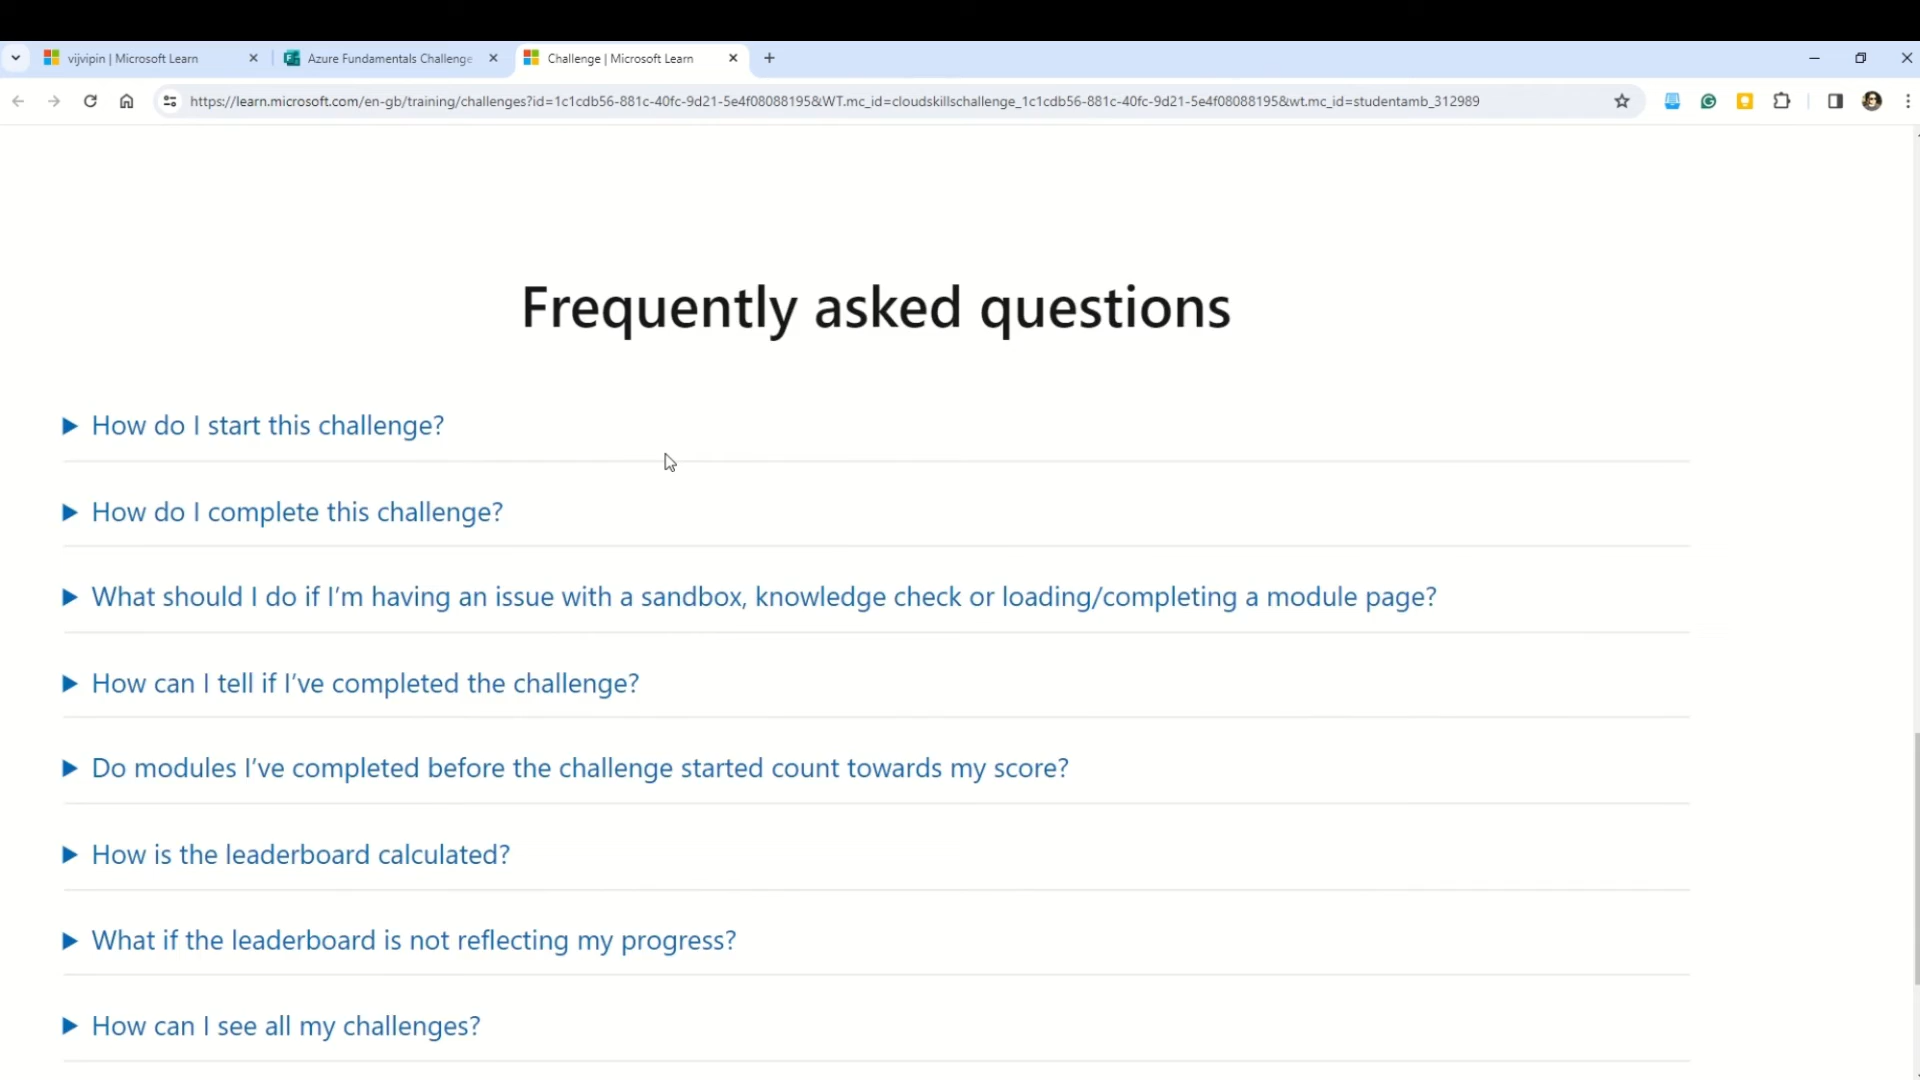 vijvipin | Microsoft Learn
Azure Fundamentals Challenge
Challenge | Microsoft Learn
https://learn.microsoft.com/en-gb/training/challenges?id=1c1cdb56-881c-40fc-9d21-5e4f08088195&WT.mc_id=cloudskillschallenge_1c1cdb56-881c-40fc-9d21-5e4f08088195&wt.mc_id=studentamb_312989
Frequently asked questions
How do I start this challenge?
How do I complete this challenge?
What should I do if I’m having an issue with a sandbox, knowledge check or loading/completing a module page?
How can I tell if I’ve completed the challenge?
Do modules I’ve completed before the challenge started count towards my score?
How is the leaderboard calculated?
What if the leaderboard is not reflecting my progress?
How can I see all my challenges?